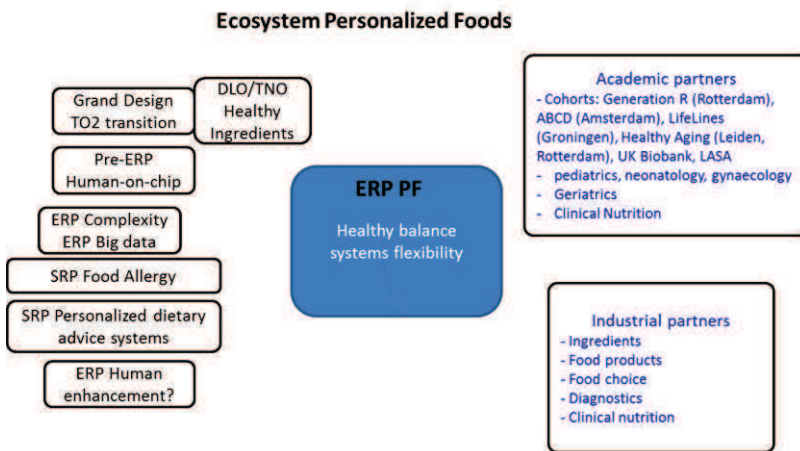 Ecosystem Personalized Foods
Grand Design
TO2 transition
DLO/TNO
Healthy
Ingredients
Pre-ERP
Human-on-chip
ERP Complexity
ERP Big data
SRP Food Allergy
SRP Personalized dietary
advice systems
ERP Human
enhancement?
ERP PF
Healthy balance
systems flexibility
Academic partners
- Cohorts: Generation R (Rotterdam),
ABCD (Amsterdam), LifeLines
(Groningen), Healthy Aging (Leiden,
Rotterdam), UK Biobank, LASA
- pediatrics, neonatology, gynaecology
- Geriatrics
- Clinical Nutrition
Industrial partners
- Ingredients
- Food products
- Food choice
- Diagnostics
- Clinical nutrition